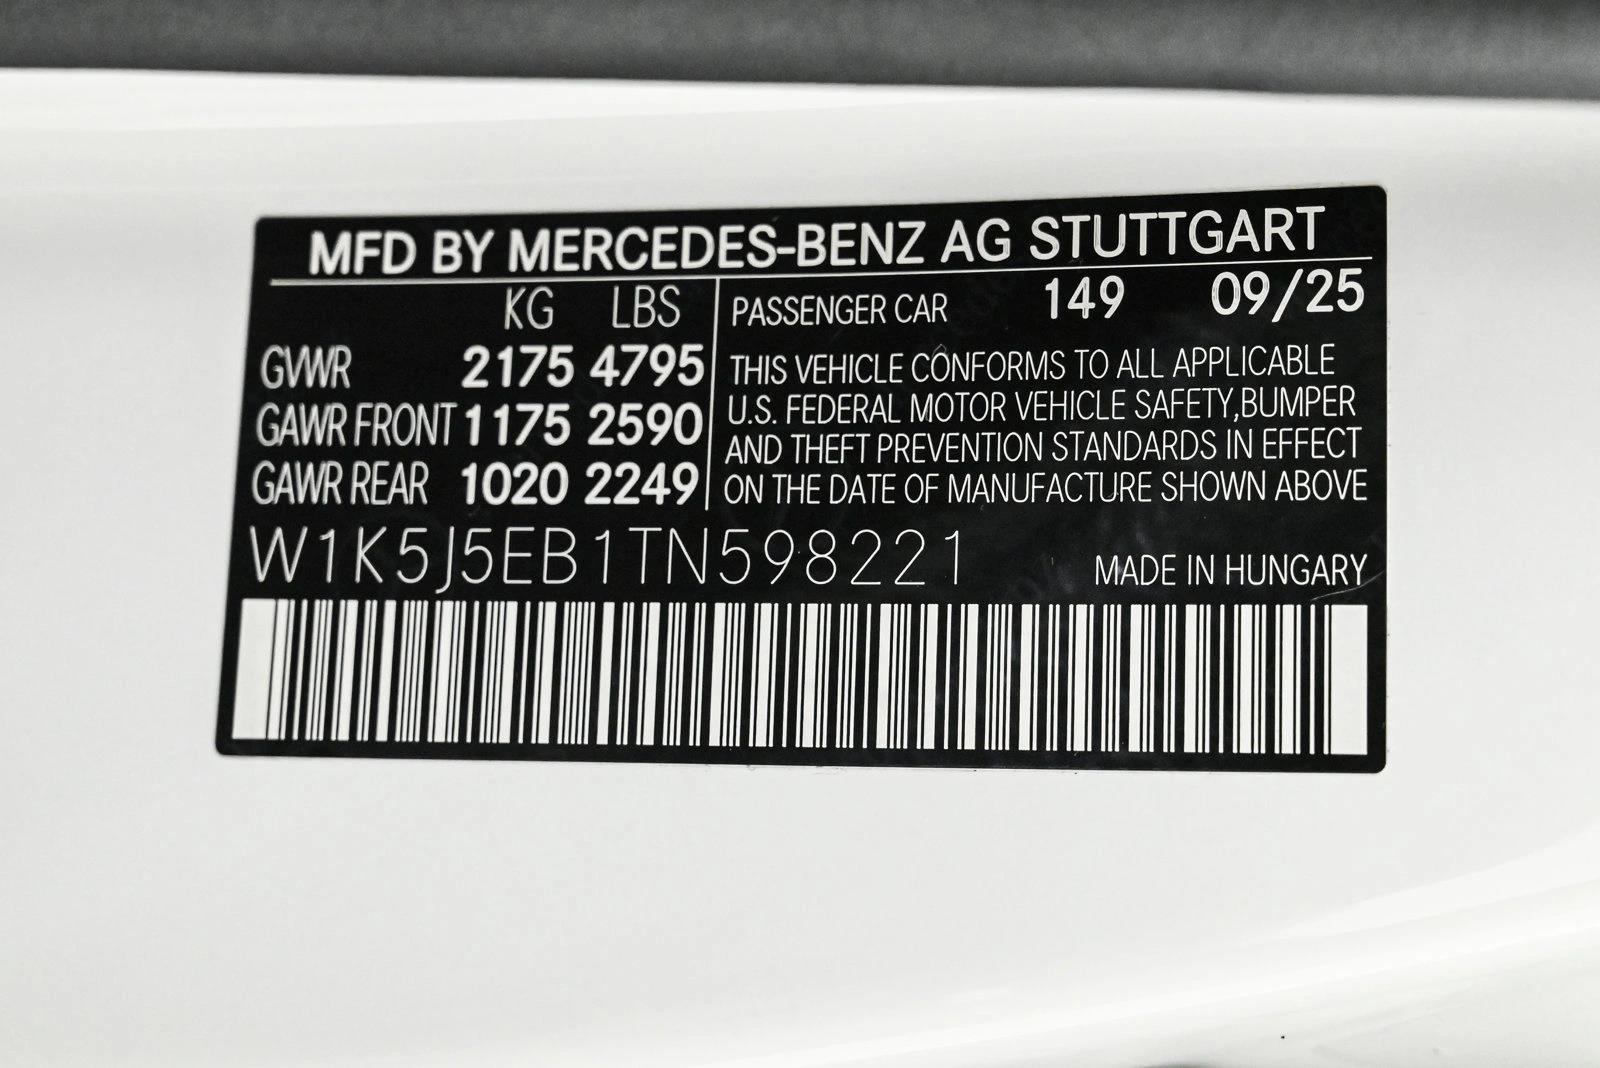 MFD BY MERCEDES-BENZ AG STUTTGART
KG LBS
GVWR 2175 4795
GAWR FRONT 1175 2590
GAWR REAR 1020 2249
PASSENGER CAR 149 09/25
THIS VEHICLE CONFORMS TO ALL APPLICABLE
U.S. FEDERAL MOTOR VEHICLE SAFETY,BUMPER
AND THEFT PREVENTION STANDARDS IN EFFECT
ON THE DATE OF MANUFACTURE SHOWN ABOVE
W1K5J5EB1TN598221
MADE IN HUNGARY